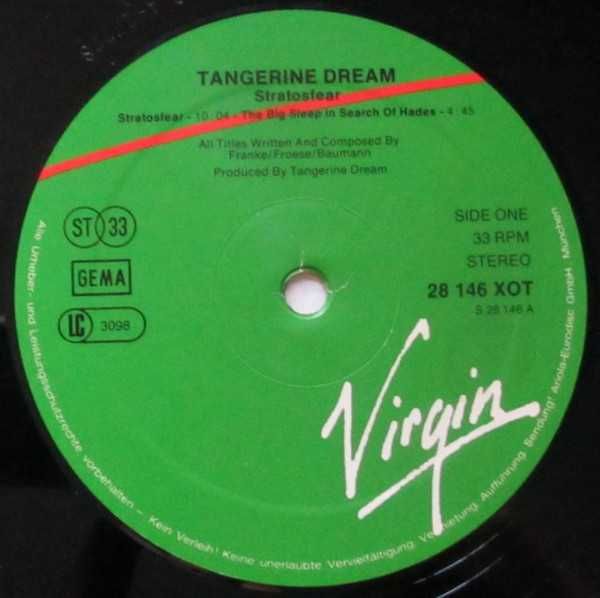 TANGERINE DREAM
Stratosfear
Stratosfear - 10:04 - The Big Sleep in Search Of Hades - 4:45
All Titles Written And Composed By
Franke/Froese/Baumann
Produced By Tangerine Dream
ST 33
GEMA
LC 3098
SIDE ONE
33 RPM
STEREO
28 146 XOT
S 28 146 A
Virgin
Alle Urheber- und Leistungsschutzrechte vorbehalten – Kein Verleih! Keine unerlaubte Vervielfältigung, Vermietung, Aufführung, Sendung! Ariola-Eurodisc GmbH München